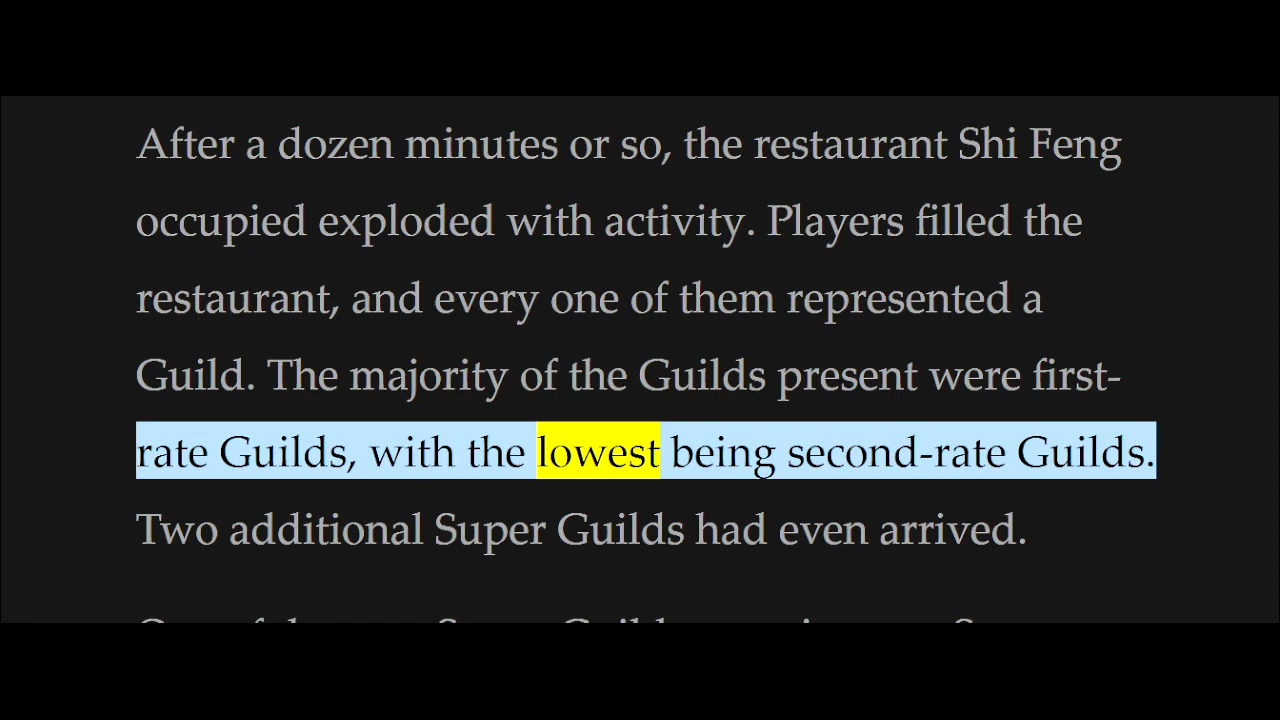 After a dozen minutes or so, the restaurant Shi Feng
occupied exploded with activity. Players filled the
restaurant, and every one of them represented a
Guild. The majority of the Guilds present were first-
rate Guilds, with the lowest being second-rate Guilds.
Two additional Super Guilds had even arrived.